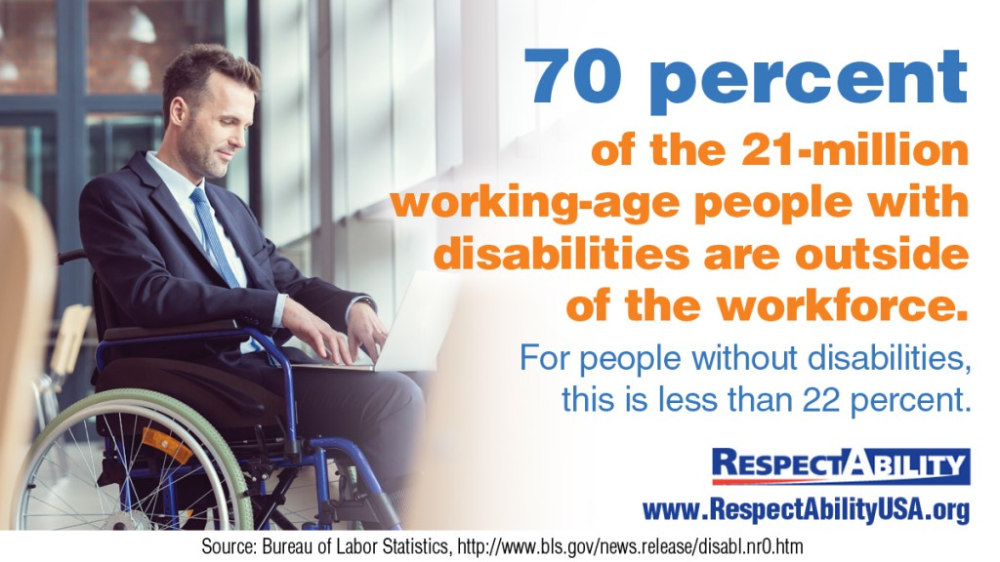 70 percent
of the 21-million
working-age people with
disabilities are outside
of the workforce.
For people without disabilities,
this is less than 22 percent.
RESPECTABILITY
www.RespectAbilityUSA.org
Source: Bureau of Labor Statistics, http://www.bls.gov/news.release/disabl.nr0.htm